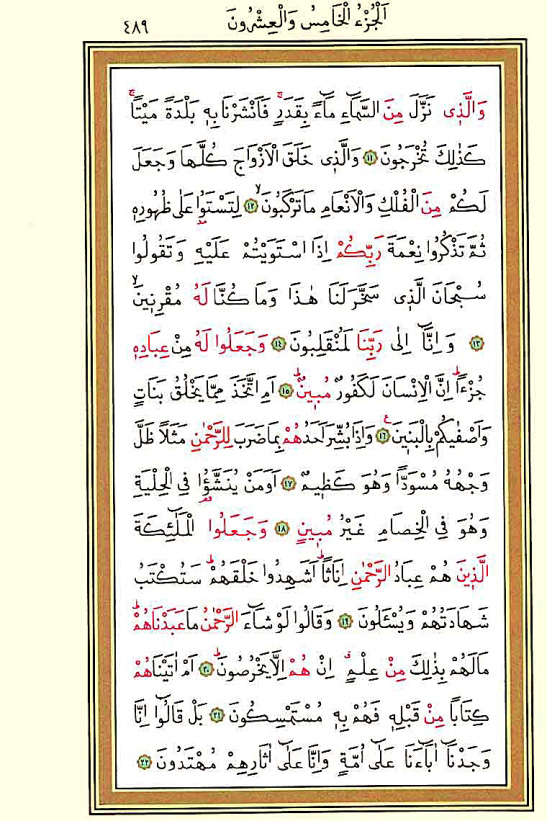 اَلْجُزْءُ الْخَامِسُ وَالْعِشْرُونَ
٤٨٩
وَالَّذٖى نَزَّلَ مِنَ السَّمَٓاءِ مَٓاءً بِقَدَرٍۚ فَاَنْشَرْنَا بِهٖ بَلْدَةً مَيْتاًۚ
كَذٰلِكَ تُخْرَجُونَ ﴿١١﴾ وَالَّذٖى خَلَقَ الْاَزْوَاجَ كُلَّهَا وَجَعَلَ
لَكُمْ مِنَ الْفُلْكِ وَالْاَنْعَامِ مَا تَرْكَبُونَۙ ﴿١٢﴾ لِتَسْتَوُ۫ا عَلٰى ظُهُورِهٖ
ثُمَّ تَذْكُرُوا نِعْمَةَ رَبِّكُمْ اِذَا اسْتَوَيْتُمْ عَلَيْهِ وَتَقُولُوا
سُبْحَانَ الَّذٖى سَخَّرَ لَنَا هٰذَا وَمَا كُنَّا لَهُ مُقْرِنٖينَۙ
﴿١٣﴾ وَاِنَّٓا اِلٰى رَبِّنَا لَمُنْقَلِبُونَ ﴿١٤﴾ وَجَعَلُوا لَهُ مِنْ عِبَادِهٖ
جُزْءاًؕ اِنَّ الْاِنْسَانَ لَكَفُورٌ مُبٖينٌؕ ﴿١٥﴾ اَمِ اتَّخَذَ مِمَّا يَخْلُقُ بَنَاتٍ
وَاَصْفٰيكُمْ بِالْبَنٖينَ ﴿١٦﴾ وَاِذَا بُشِّرَ اَحَدُهُمْ بِمَا ضَرَبَ لِلرَّحْمٰنِ مَثَلاً ظَلَّ
وَجْهُهُ مُسْوَداًّ وَهُوَ كَظٖيمٌ ﴿١٧﴾ اَوَمَنْ يُنَشَّؤُ۬ا فِى الْحِلْيَةِ
وَهُوَ فِى الْخِصَامِ غَيْرُ مُبٖينٍ ﴿١٨﴾ وَجَعَلُوا الْمَلٰٓئِكَةَ
الَّذٖينَ هُمْ عِبَادُ الرَّحْمٰنِ اِنَاثاًؕ اَشَهِدُوا خَلْقَهُمْؕ سَتُكْتَبُ
شَهَادَتُهُمْ وَيُسْـَٔلُونَ ﴿١٩﴾ وَقَالُوا لَوْ شَٓاءَ الرَّحْمٰنُ مَا عَبَدْنَاهُمْؕ
مَا لَهُمْ بِذٰلِكَ مِنْ عِلْمٍۗ اِنْ هُمْ اِلَّا يَخْرُصُونَؕ ﴿٢٠﴾ اَمْ اٰتَيْنَاهُمْ
كِتَاباً مِنْ قَبْلِهٖ فَهُمْ بِهٖ مُسْتَمْسِكُونَ ﴿٢١﴾ بَلْ قَالُٓوا اِنَّا
وَجَدْنَٓا اٰبَٓاءَنَا عَلٰٓى اُمَّةٍ وَاِنَّا عَلٰٓى اٰثَارِهِمْ مُهْتَدُونَ ﴿٢٢﴾